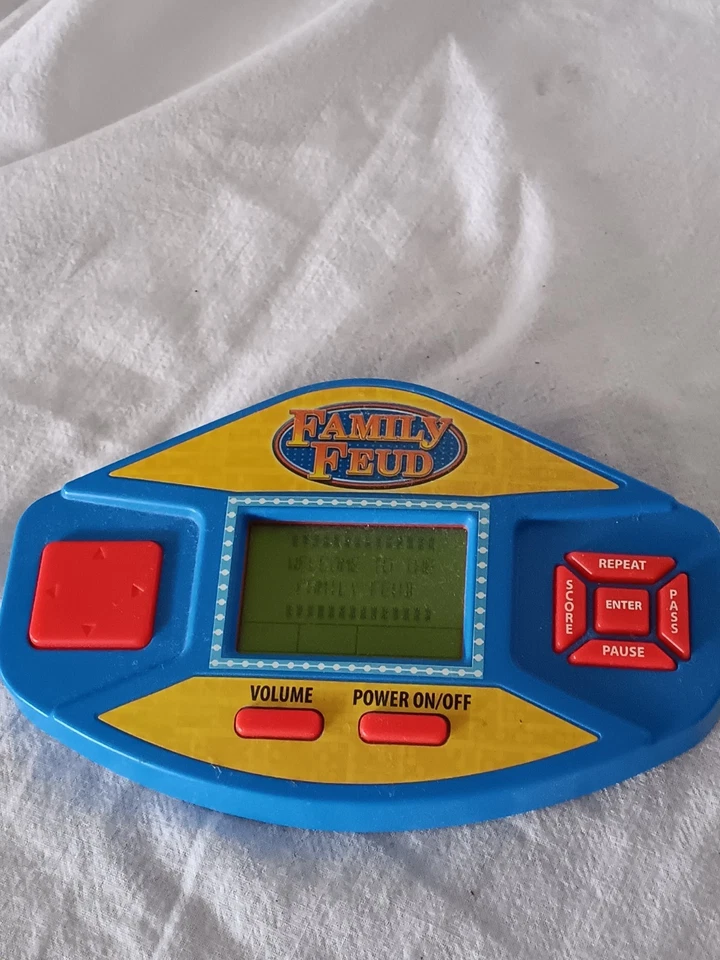 FAMILY
FEUD
WELCOME TO THE
FAMILY FEUD
REPEAT
SCORE
ENTER
PASS
PAUSE
VOLUME
POWER ON/OFF